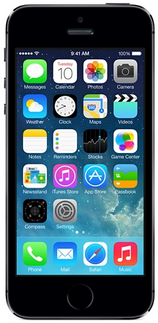 9:41 AM 100%
Tuesday
10
Messages Calendar Photos Camera
Weather Clock Maps Videos
Notes Reminders Stocks Game Center
Newsstand iTunes Store App Store Passbook
Compass Settings
Phone Mail Safari Music